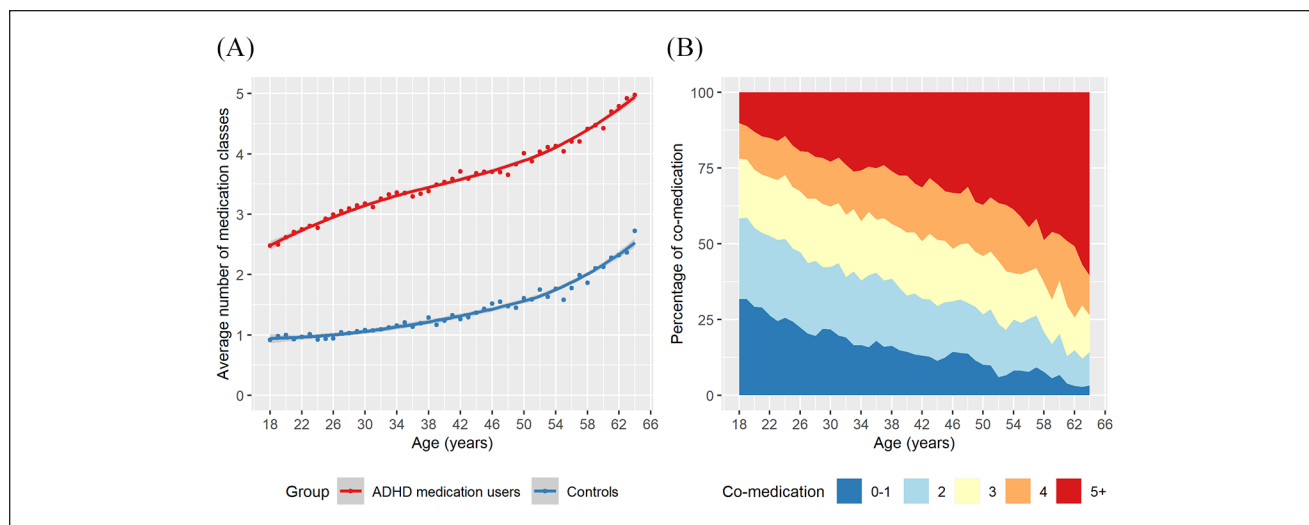 (A)
Average number of medication classes
5
4
3
2
1
0
18 22 26 30 34 38 42 46 50 54 58 62 66
Age (years)
Group ADHD medication users Controls
(B)
Percentage of co-medication
100
75
50
25
0
18 22 26 30 34 38 42 46 50 54 58 62 66
Age (years)
Co-medication 0-1 2 3 4 5+